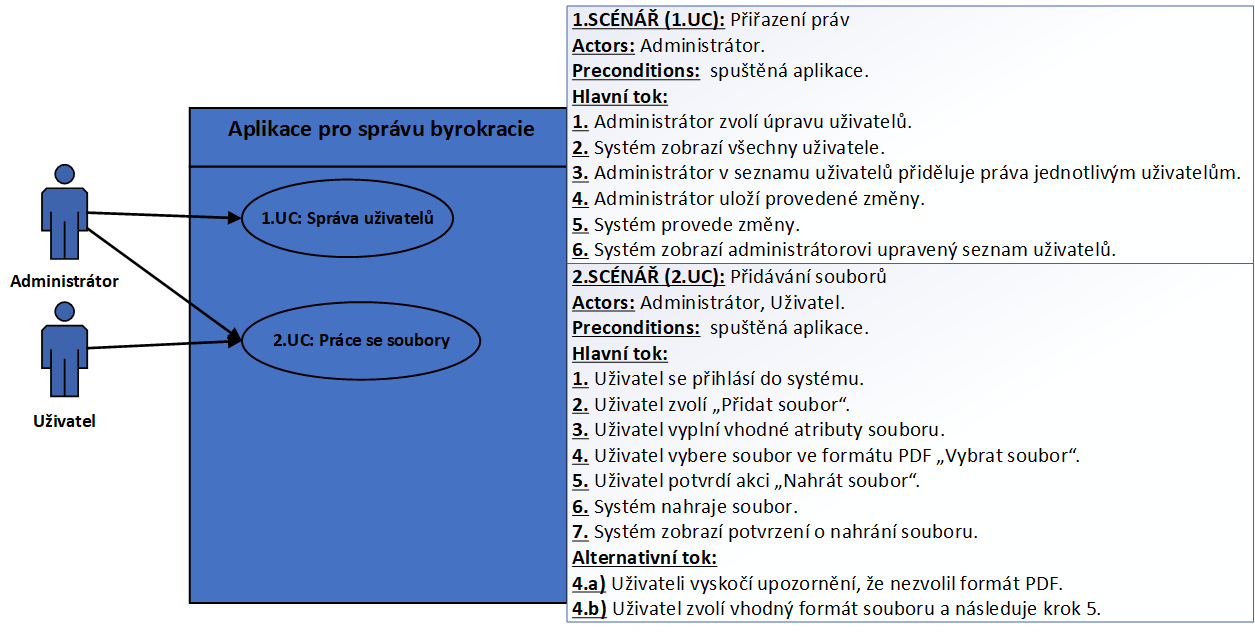 Aplikace pro správu byrokracie
1.UC: Správa uživatelů
2.UC: Práce se soubory
Administrátor
Uživatel
1.SCÉNÁŘ (1.UC): Přiřazení práv
Actors: Administrátor.
Preconditions: spuštěná aplikace.
Hlavní tok:
1. Administrátor zvolí úpravu uživatelů.
2. Systém zobrazí všechny uživatele.
3. Administrátor v seznamu uživatelů přiděluje práva jednotlivým uživatelům.
4. Administrátor uloží provedené změny.
5. Systém provede změny.
6. Systém zobrazí administrátorovi upravený seznam uživatelů.
2.SCÉNÁŘ (2.UC): Přidávání souborů
Actors: Administrátor, Uživatel.
Preconditions: spuštěná aplikace.
Hlavní tok:
1. Uživatel se přihlásí do systému.
2. Uživatel zvolí „Přidat soubor“.
3. Uživatel vyplní vhodné atributy souboru.
4. Uživatel vybere soubor ve formátu PDF „Vybrat soubor“.
5. Uživatel potvrdí akci „Nahrát soubor“.
6. Systém nahraje soubor.
7. Systém zobrazí potvrzení o nahrání souboru.
Alternativní tok:
4.a) Uživateli vyskočí upozornění, že nezvolil formát PDF.
4.b) Uživatel zvolí vhodný formát souboru a následuje krok 5.